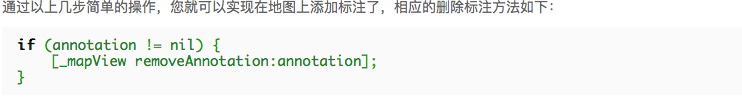 通过以上几步简单的操作，您就可以实现在地图上添加标注了，相应的删除标注方法如下：
if (annotation != nil) {
    [_mapView removeAnnotation:annotation];
}